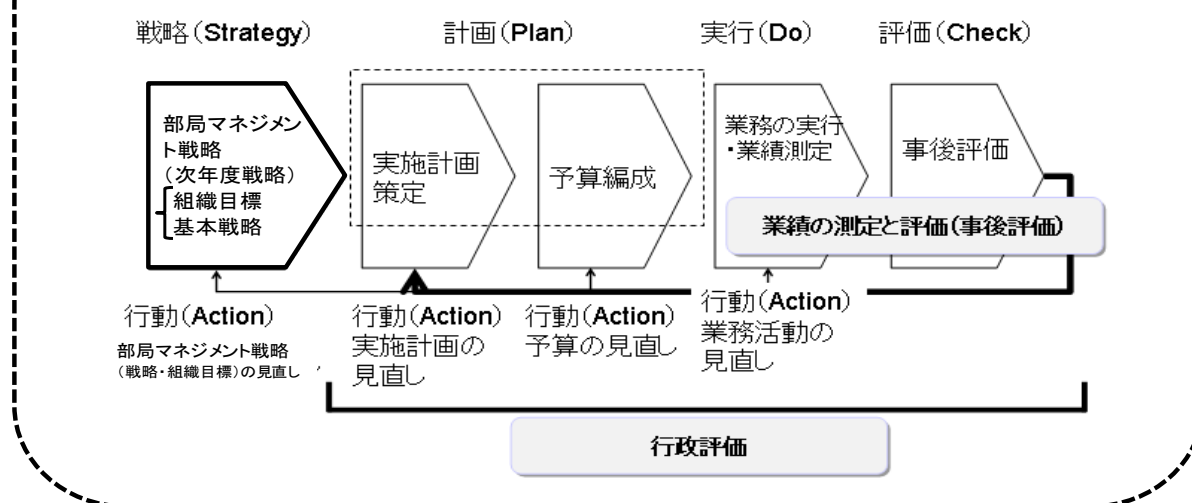 戦略(Strategy)
計画(Plan)
実行(Do)
評価(Check)
部局マネジメン
ト戦略
(次年度戦略)
組織目標
基本戦略
実施計画
策定
予算編成
業務の実行
・業績測定
事後評価
業績の測定と評価(事後評価)
行動(Action)
部局マネジメント戦略
(戦略・組織目標)の見直し
行動(Action)
実施計画の
見直し
行動(Action)
予算の見直し
行動(Action)
業務活動の
見直し
行政評価